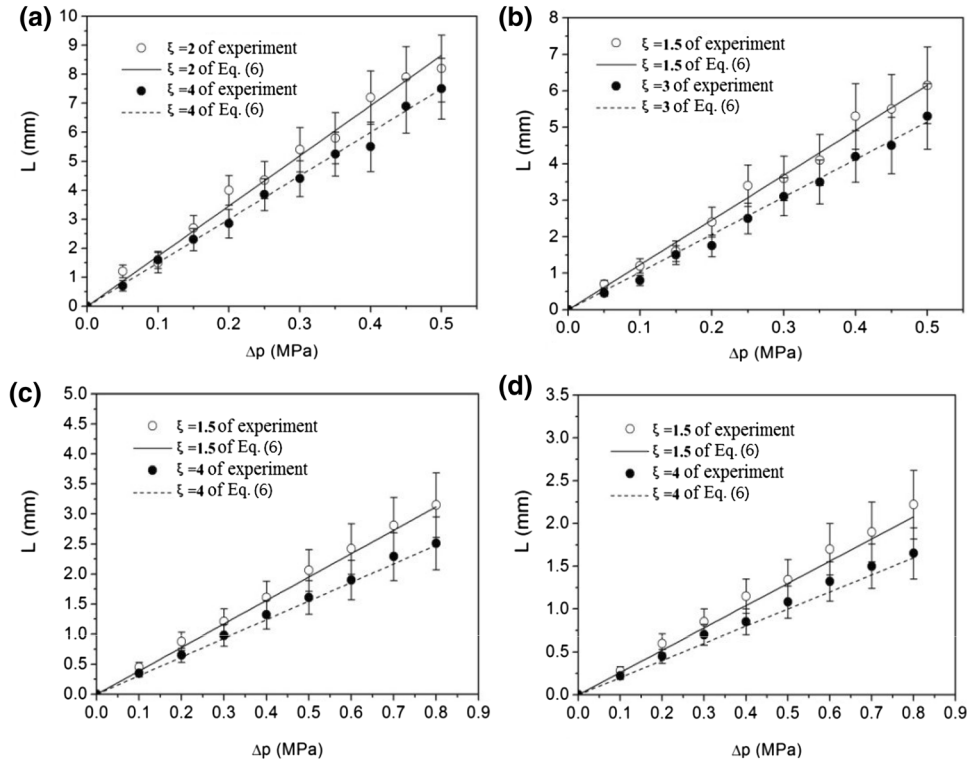 (a)
10
9
8
7
6
5
4
3
2
1
0
L (mm)
ξ =2 of experiment
ξ =2 of Eq. (6)
ξ =4 of experiment
ξ =4 of Eq. (6)
0.0 0.1 0.2 0.3 0.4 0.5
Δp (MPa)
(b)
8
7
6
5
4
3
2
1
0
L (mm)
ξ =1.5 of experiment
ξ =1.5 of Eq. (6)
ξ =3 of experiment
ξ =3 of Eq. (6)
0.0 0.1 0.2 0.3 0.4 0.5
Δp (MPa)
(c)
5.0
4.5
4.0
3.5
3.0
2.5
2.0
1.5
1.0
0.5
0.0
L (mm)
ξ =1.5 of experiment
ξ =1.5 of Eq. (6)
ξ =4 of experiment
ξ =4 of Eq. (6)
0.0 0.1 0.2 0.3 0.4 0.5 0.6 0.7 0.8 0.9
Δp (MPa)
(d)
3.5
3.0
2.5
2.0
1.5
1.0
0.5
0.0
L (mm)
ξ =1.5 of experiment
ξ =1.5 of Eq. (6)
ξ =4 of experiment
ξ =4 of Eq. (6)
0.0 0.1 0.2 0.3 0.4 0.5 0.6 0.7 0.8 0.9
Δp (MPa)